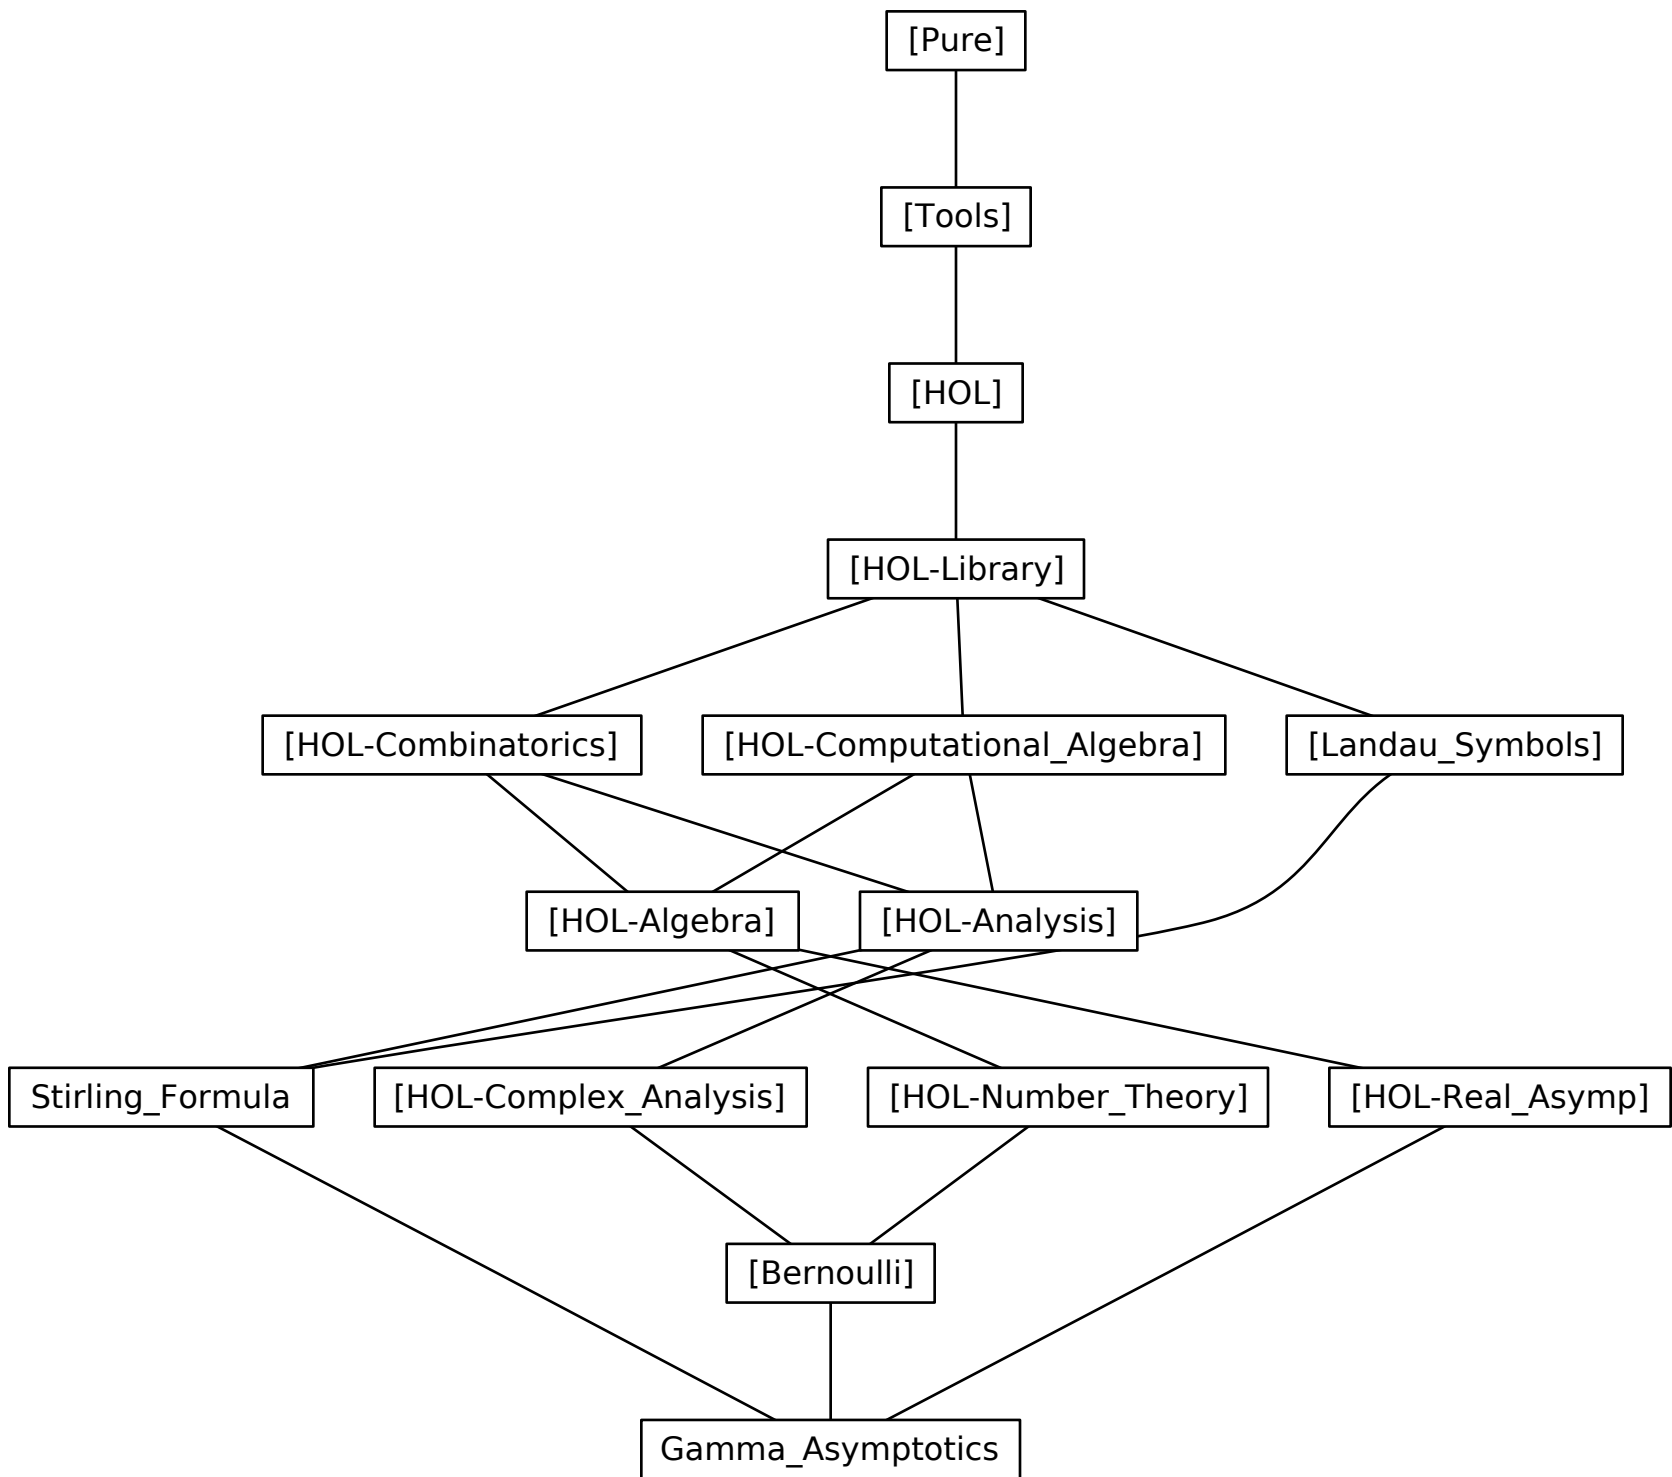 [Pure]
[Tools]
[HOL]
[HOL-Library]
[HOL-Combinatorics]
[HOL-Computational_Algebra]
[Landau_Symbols]
[HOL-Algebra]
[HOL-Analysis]
Stirling_Formula
[HOL-Complex_Analysis]
[HOL-Number_Theory]
[HOL-Real_Asymp]
[Bernoulli]
Gamma_Asymptotics